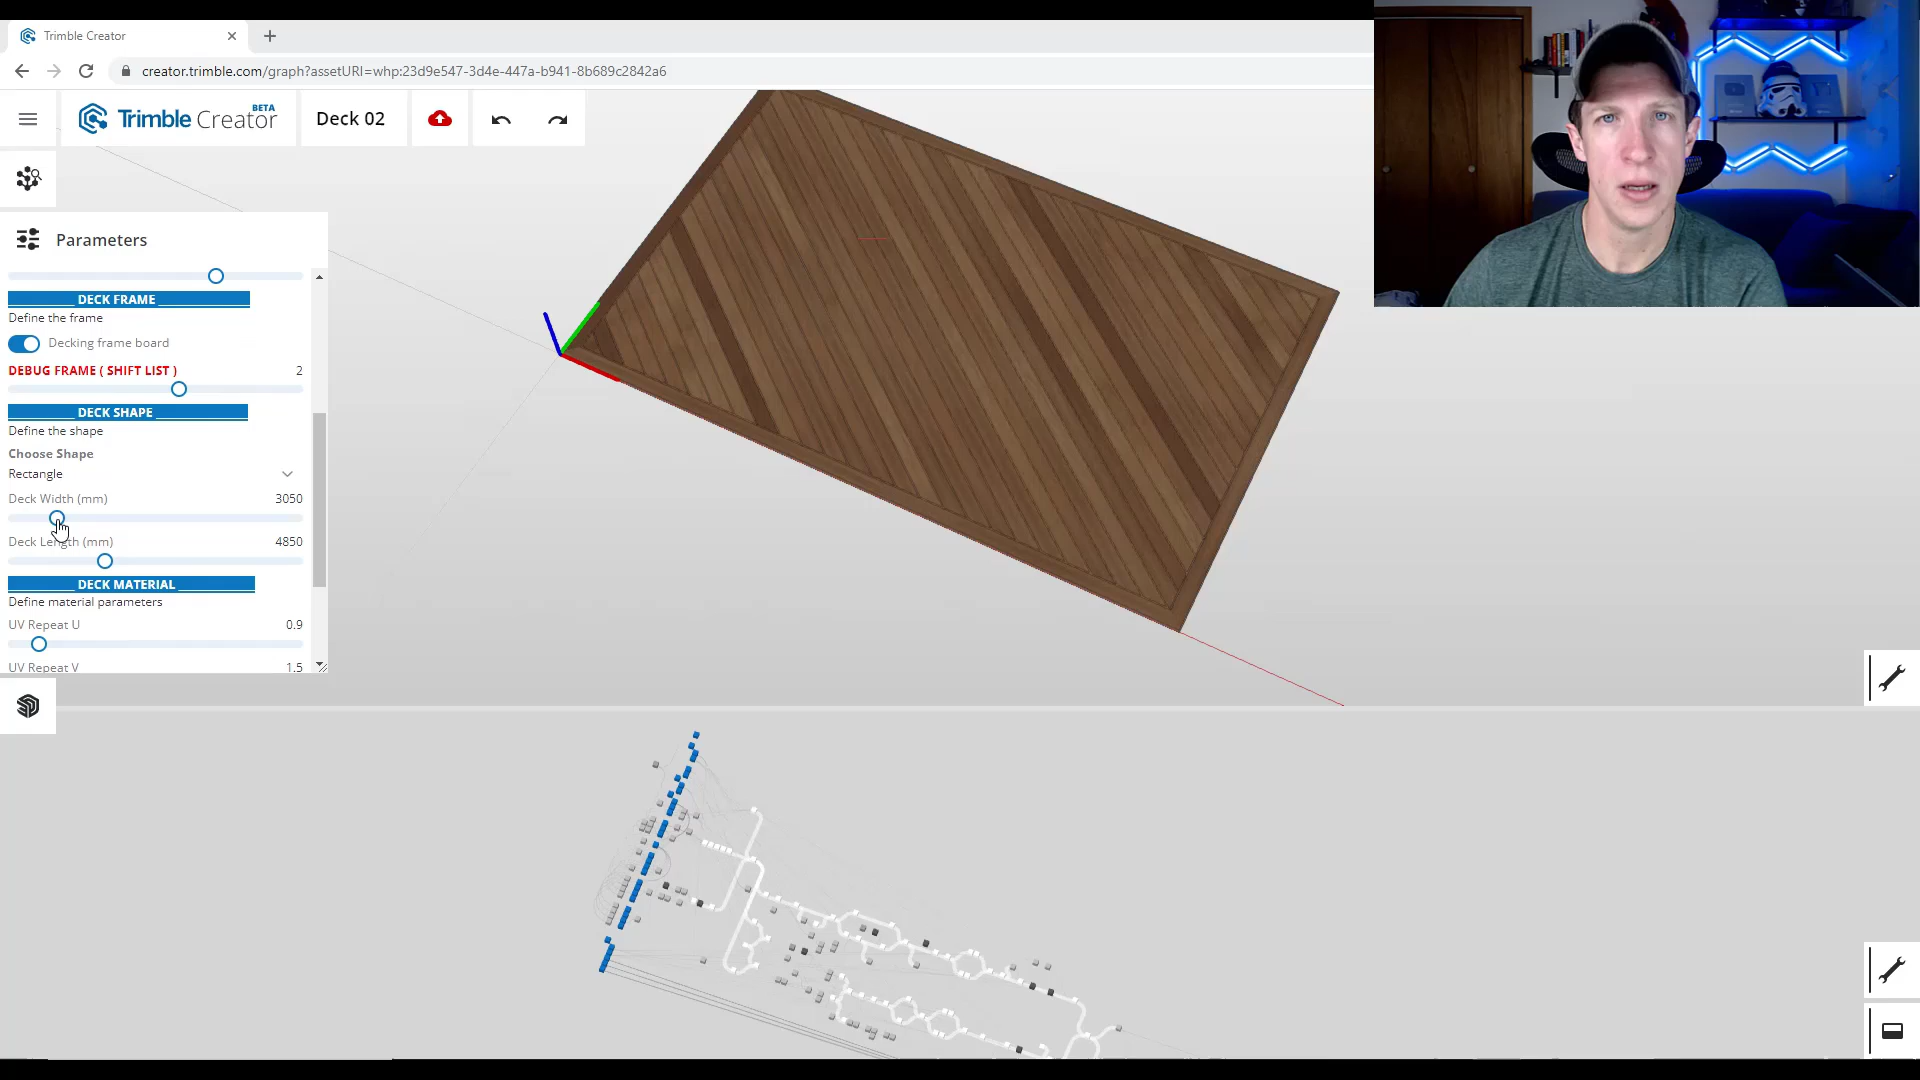 Trimble Creator
creator.trimble.com/graph?assetURI=whp:23d9e547-3d4e-447a-b941-8b689c2842a6
Trimble Creator BETA
Deck 02
Parameters
DECK FRAME
Define the frame
Decking frame board
DEBUG FRAME ( SHIFT LIST ) 2
DECK SHAPE
Define the shape
Choose Shape
Rectangle
Deck Width (mm) 3050
Deck Length (mm) 4850
DECK MATERIAL
Define material parameters
UV Repeat U 0.9
UV Repeat V 1.5